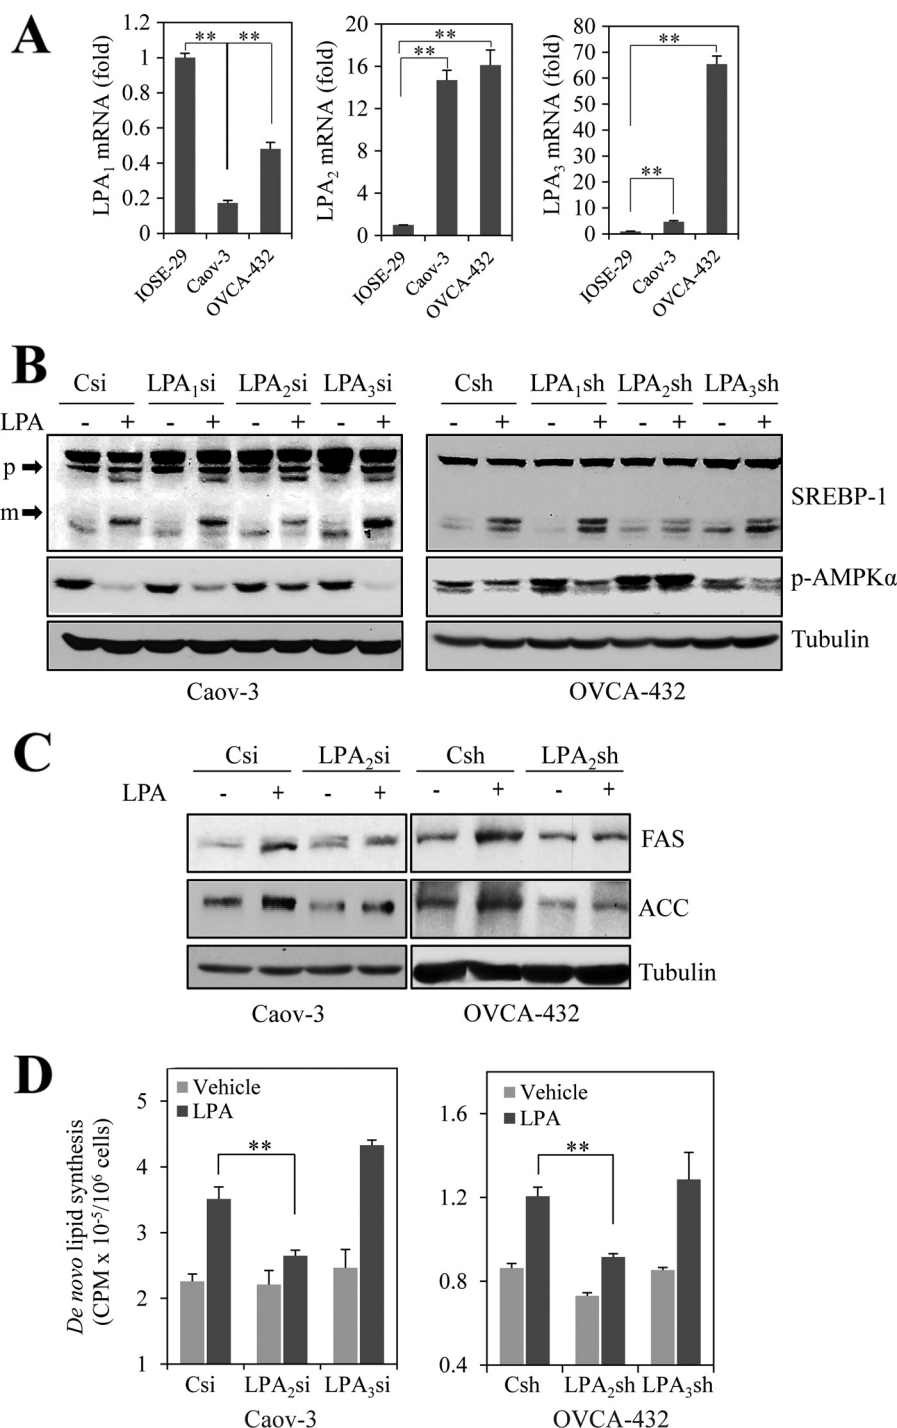 A
LPA₁ mRNA (fold)
1.2
1
0.8
0.6
0.4
0.2
0
** **
IOSE-29
Caov-3
OVCA-432
LPA₂ mRNA (fold)
20
16
12
8
4
0
**
**
IOSE-29
Caov-3
OVCA-432
LPA₃ mRNA (fold)
80
70
60
50
40
30
20
10
0
**
**
IOSE-29
Caov-3
OVCA-432
B
Csi LPA₁si LPA₂si LPA₃si Csh LPA₁sh LPA₂sh LPA₃sh
LPA - + - + - + - + - + - + - + - +
p
m
SREBP-1
p-AMPKα
Tubulin
Caov-3 OVCA-432
C
Csi LPA₂si Csh LPA₂sh
LPA - + - + - + - +
FAS
ACC
Tubulin
Caov-3 OVCA-432
D
De novo lipid synthesis
(CPM x 10⁻⁵/10⁶ cells)
5
4
3
2
1
Vehicle
LPA
**
Csi LPA₂si LPA₃si
Caov-3
1.6
1.2
0.8
0.4
Vehicle
LPA
**
Csh LPA₂sh LPA₃sh
OVCA-432